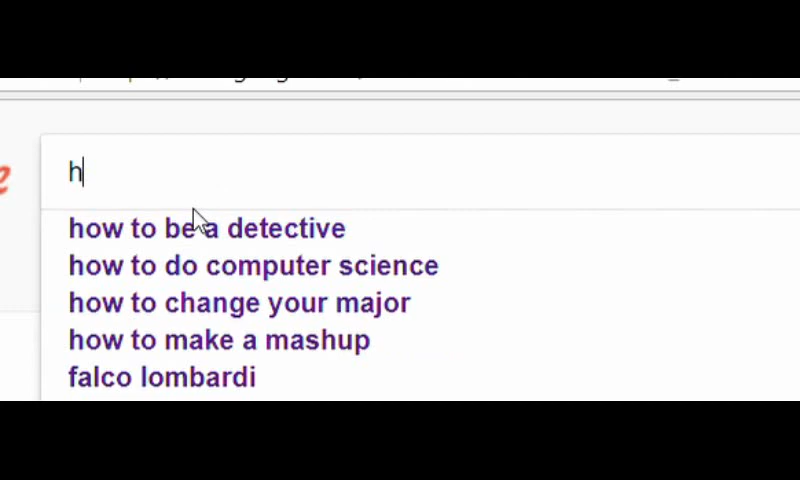 h
how to be a detective
how to do computer science
how to change your major
how to make a mashup
falco lombardi